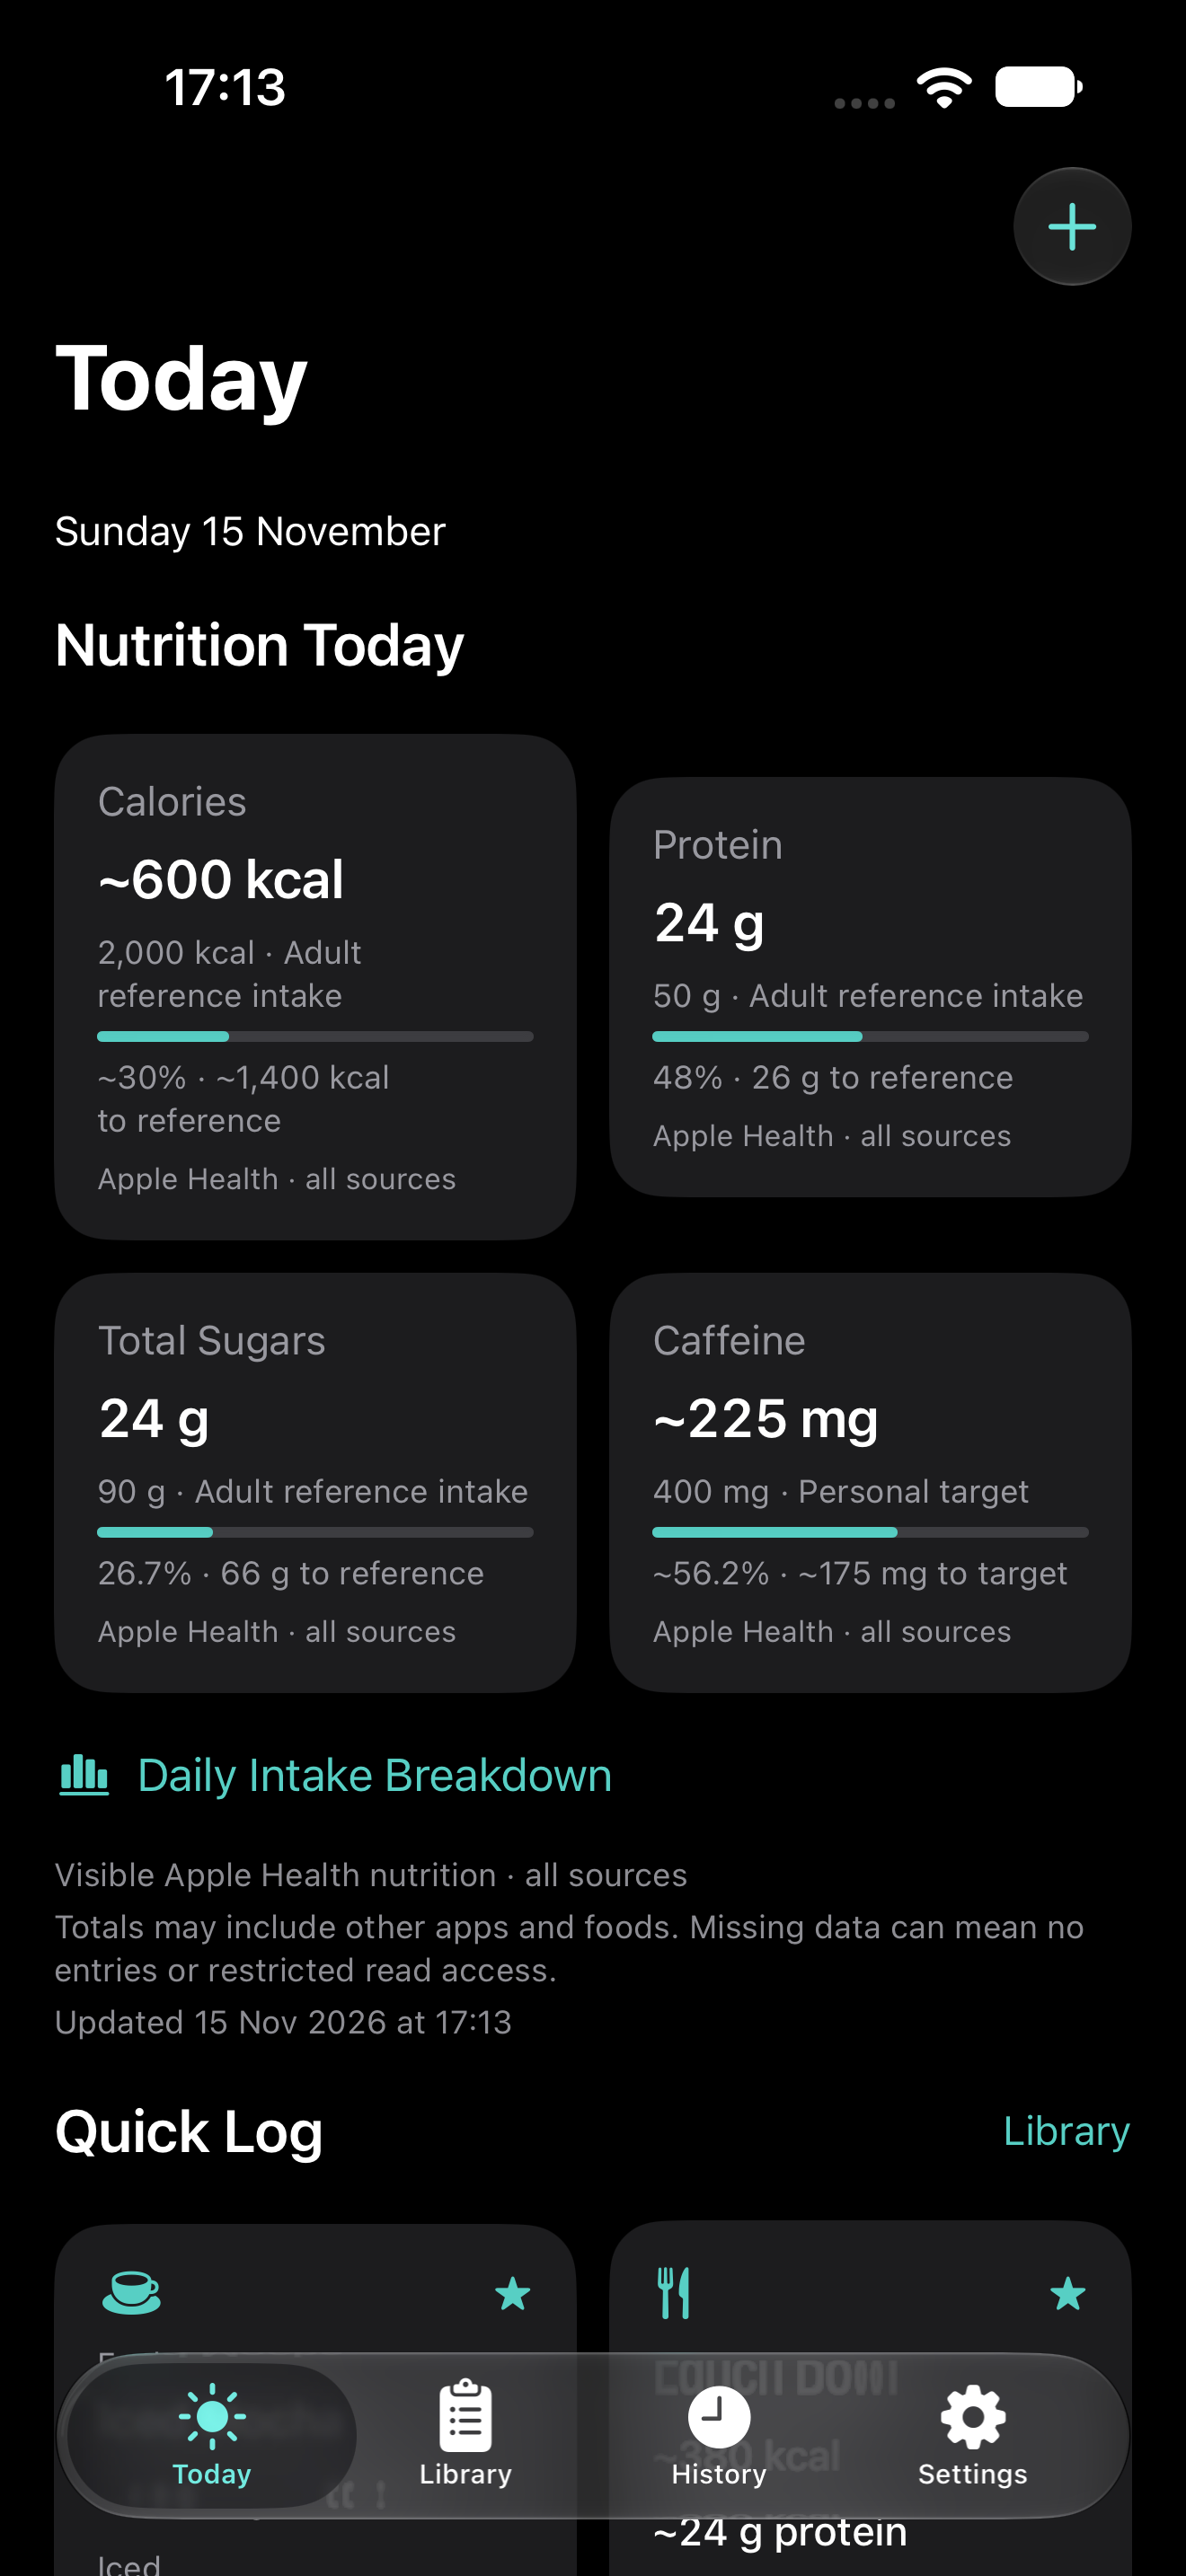 17:13
Today
Sunday 15 November
Nutrition Today
Calories
~600 kcal
2,000 kcal · Adult
reference intake
~30% · ~1,400 kcal
to reference
Apple Health · all sources
Protein
24 g
50 g · Adult reference intake
48% · 26 g to reference
Apple Health · all sources
Total Sugars
24 g
90 g · Adult reference intake
26.7% · 66 g to reference
Apple Health · all sources
Caffeine
~225 mg
400 mg · Personal target
~56.2% · ~175 mg to target
Apple Health · all sources
Daily Intake Breakdown
Visible Apple Health nutrition · all sources
Totals may include other apps and foods. Missing data can mean no
entries or restricted read access.
Updated 15 Nov 2026 at 17:13
Quick Log
Library
~380 kcal
~24 g protein
Iced
Today
Library
History
Settings